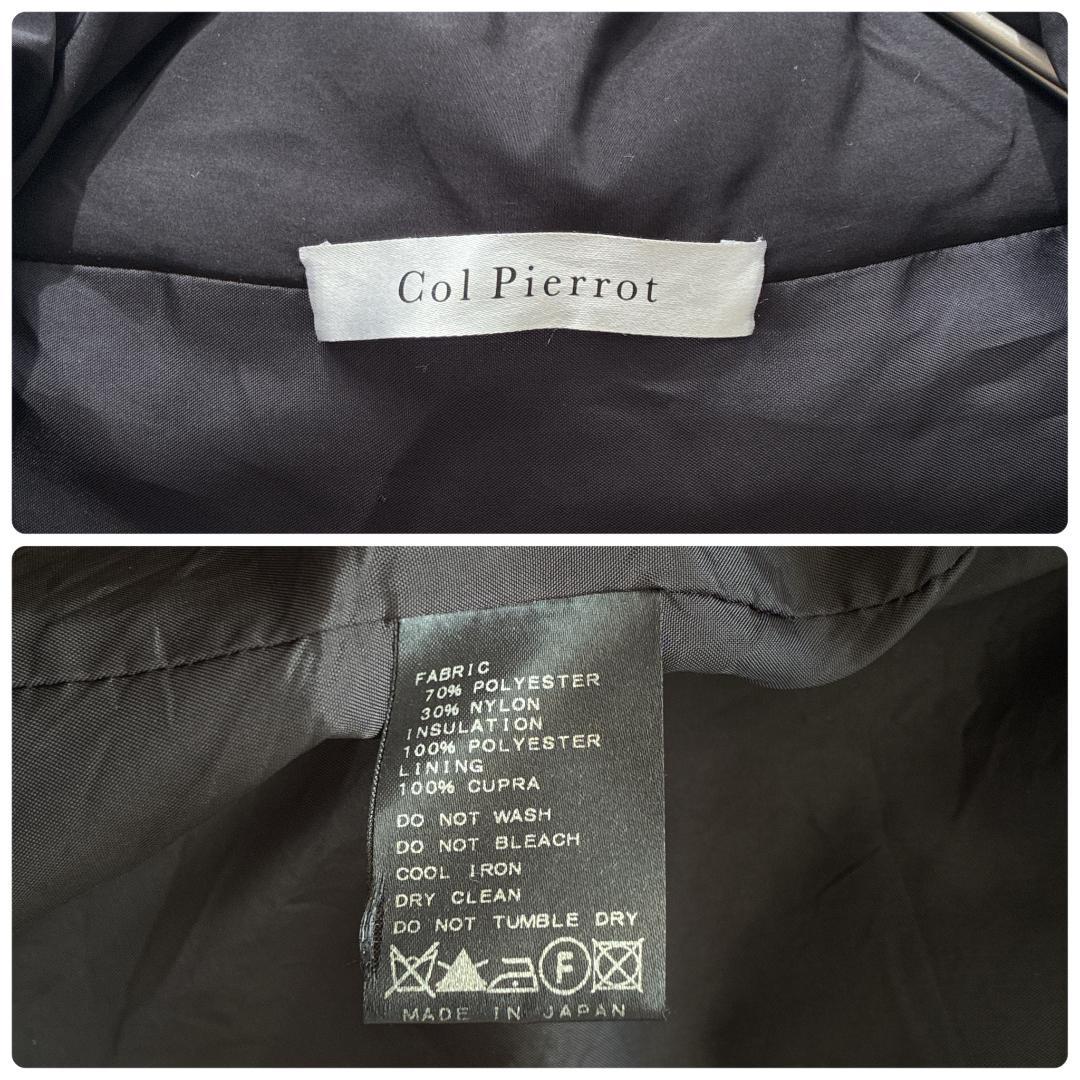 Col Pierrot
FABRIC
70% POLYESTER
30% NYLON
INSULATION
100% POLYESTER
LINING
100% CUPRA
DO NOT WASH
DO NOT BLEACH
COOL IRON
DRY CLEAN
DO NOT TUMBLE DRY
F
MADE IN JAPAN